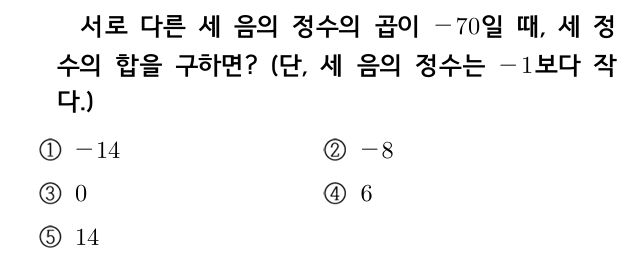 서로 다른 세 음의 정수의 곱이 −70일 때, 세 정
수의 합을 구하면? (단, 세 음의 정수는 −1보다 작
다.)
① −14 ② −8
③ 0 ④ 6
⑤ 14